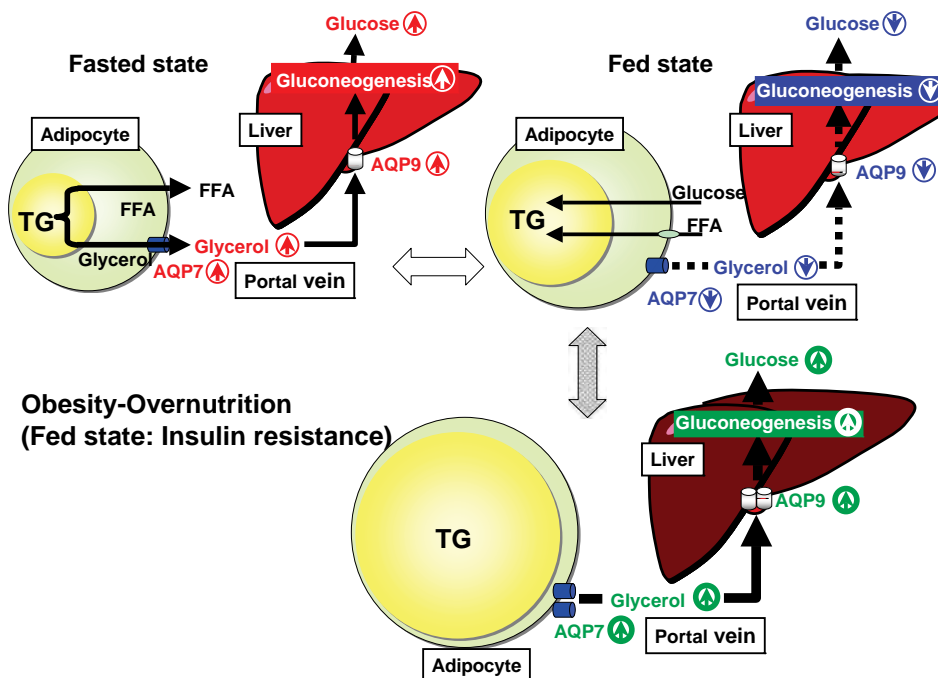 Fasted state
Glucose
Gluconeogenesis
Liver
Adipocyte
AQP9
FFA
FFA
TG
Glycerol
Glycerol
AQP7
Portal vein
Fed state
Glucose
Gluconeogenesis
Liver
Adipocyte
AQP9
Glucose
TG
FFA
Glycerol
AQP7
Portal vein
Obesity-Overnutrition
(Fed state: Insulin resistance)
Glucose
Gluconeogenesis
Liver
AQP9
TG
Glycerol
AQP7
Portal vein
Adipocyte